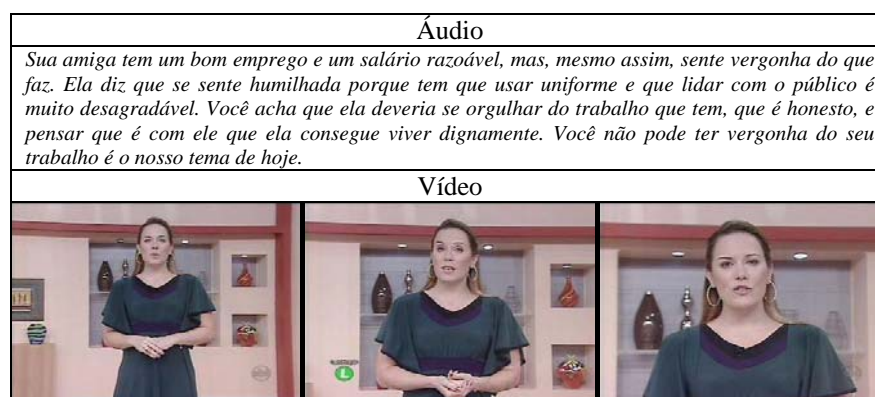 Áudio
Sua amiga tem um bom emprego e um salário razoável, mas, mesmo assim, sente vergonha do que
faz. Ela diz que se sente humilhada porque tem que usar uniforme e que lidar com o público é
muito desagradável. Você acha que ela deveria se orgulhar do trabalho que tem, que é honesto, e
pensar que é com ele que ela consegue viver dignamente. Você não pode ter vergonha do seu
trabalho é o nosso tema de hoje.
Vídeo
L